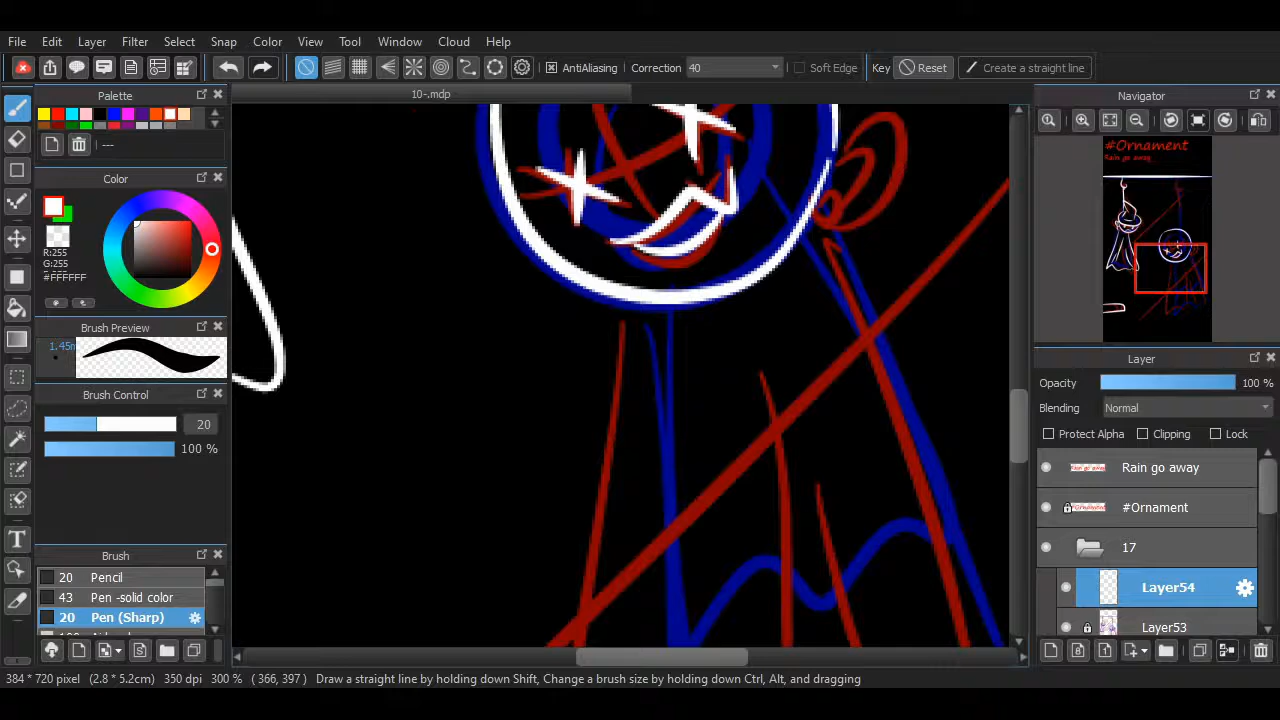 File Edit Layer Filter Select Snap Color View Tool Window Cloud Help
AntiAliasing Correction 40 Soft Edge Key Reset Create a straight line
Palette
10-.mdp
Navigator
---
#Ornament
Rain go away
Color
R:255
G:255
B:255
#FFFFFF
Brush Preview
Brush Control
20
100 %
Brush
20 Pencil
43 Pen -solid color
20 Pen (Sharp)
Layer
Opacity 100 %
Blending Normal
Protect Alpha Clipping Lock
Rain go away
#Ornament
17
Layer54
Layer53
384 * 720 pixel (2.8 * 5.2cm) 350 dpi 300 % ( 366, 397 ) Draw a straight line by holding down Shift, Change a brush size by holding down Ctrl, Alt, and dragging